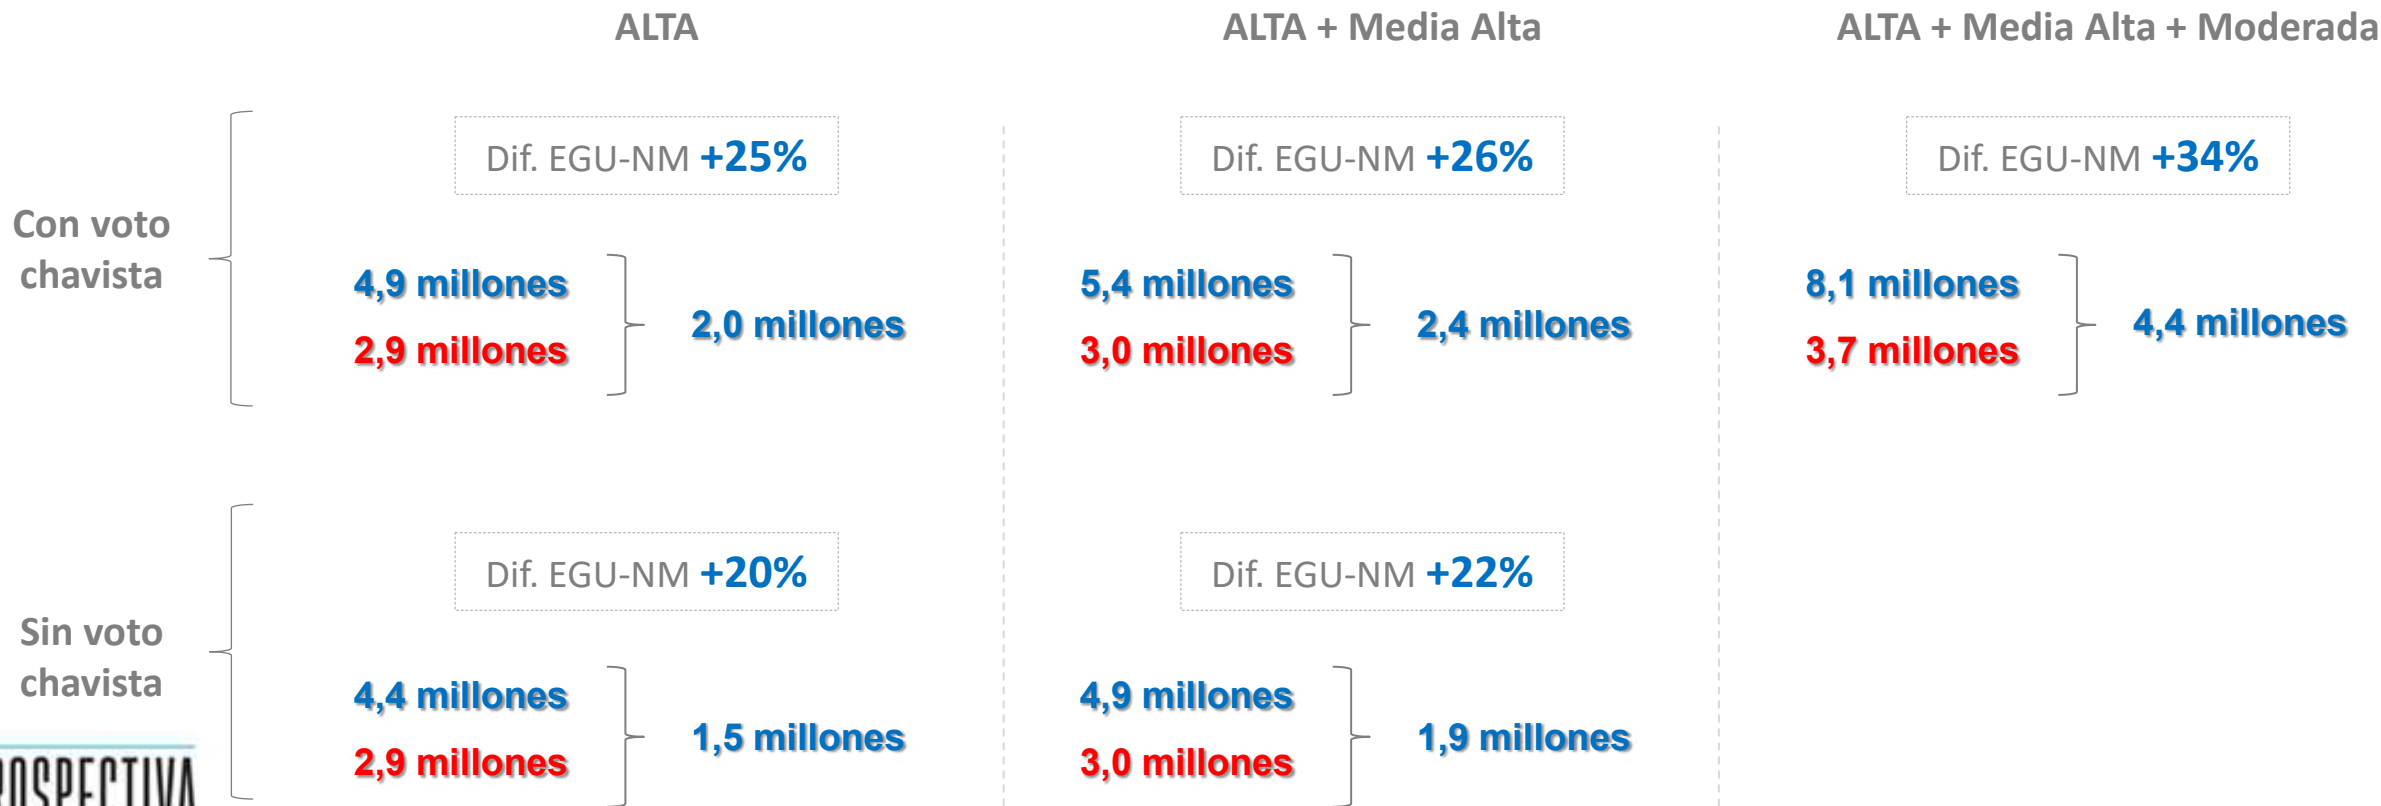 ALTA
ALTA + Media Alta
ALTA + Media Alta + Moderada
Con voto
chavista
Dif. EGU-NM +25%
4,9 millones
2,9 millones
2,0 millones
Dif. EGU-NM +26%
5,4 millones
3,0 millones
2,4 millones
Dif. EGU-NM +34%
8,1 millones
3,7 millones
4,4 millones
Sin voto
chavista
Dif. EGU-NM +20%
4,4 millones
2,9 millones
1,5 millones
Dif. EGU-NM +22%
4,9 millones
3,0 millones
1,9 millones
ROSPECTIVA